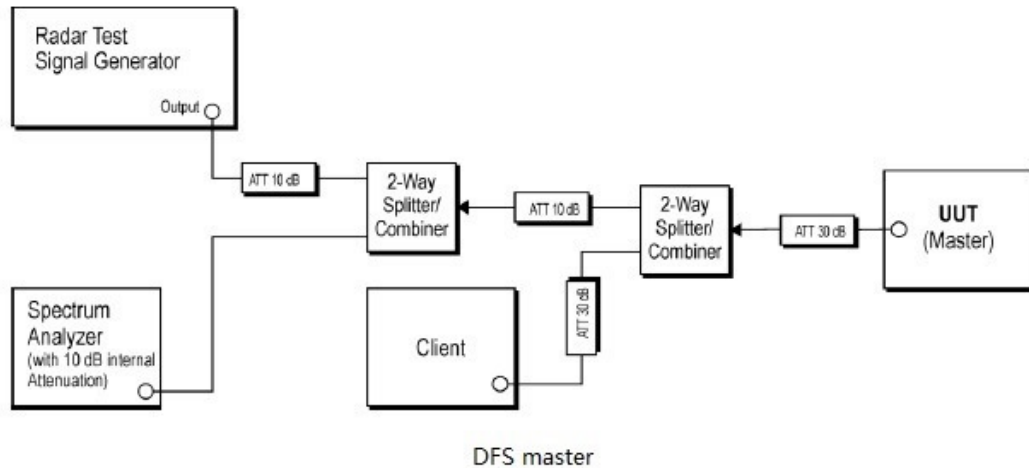 Radar Test
Signal Generator
Output
ATT 10 dB
2-Way
Splitter/
Combiner
ATT 10 dB
2-Way
Splitter/
Combiner
ATT 30 dB
UUT
(Master)
Spectrum
Analyzer
(with 10 dB internal
Attenuation)
Client
ATT 30 dB
DFS master